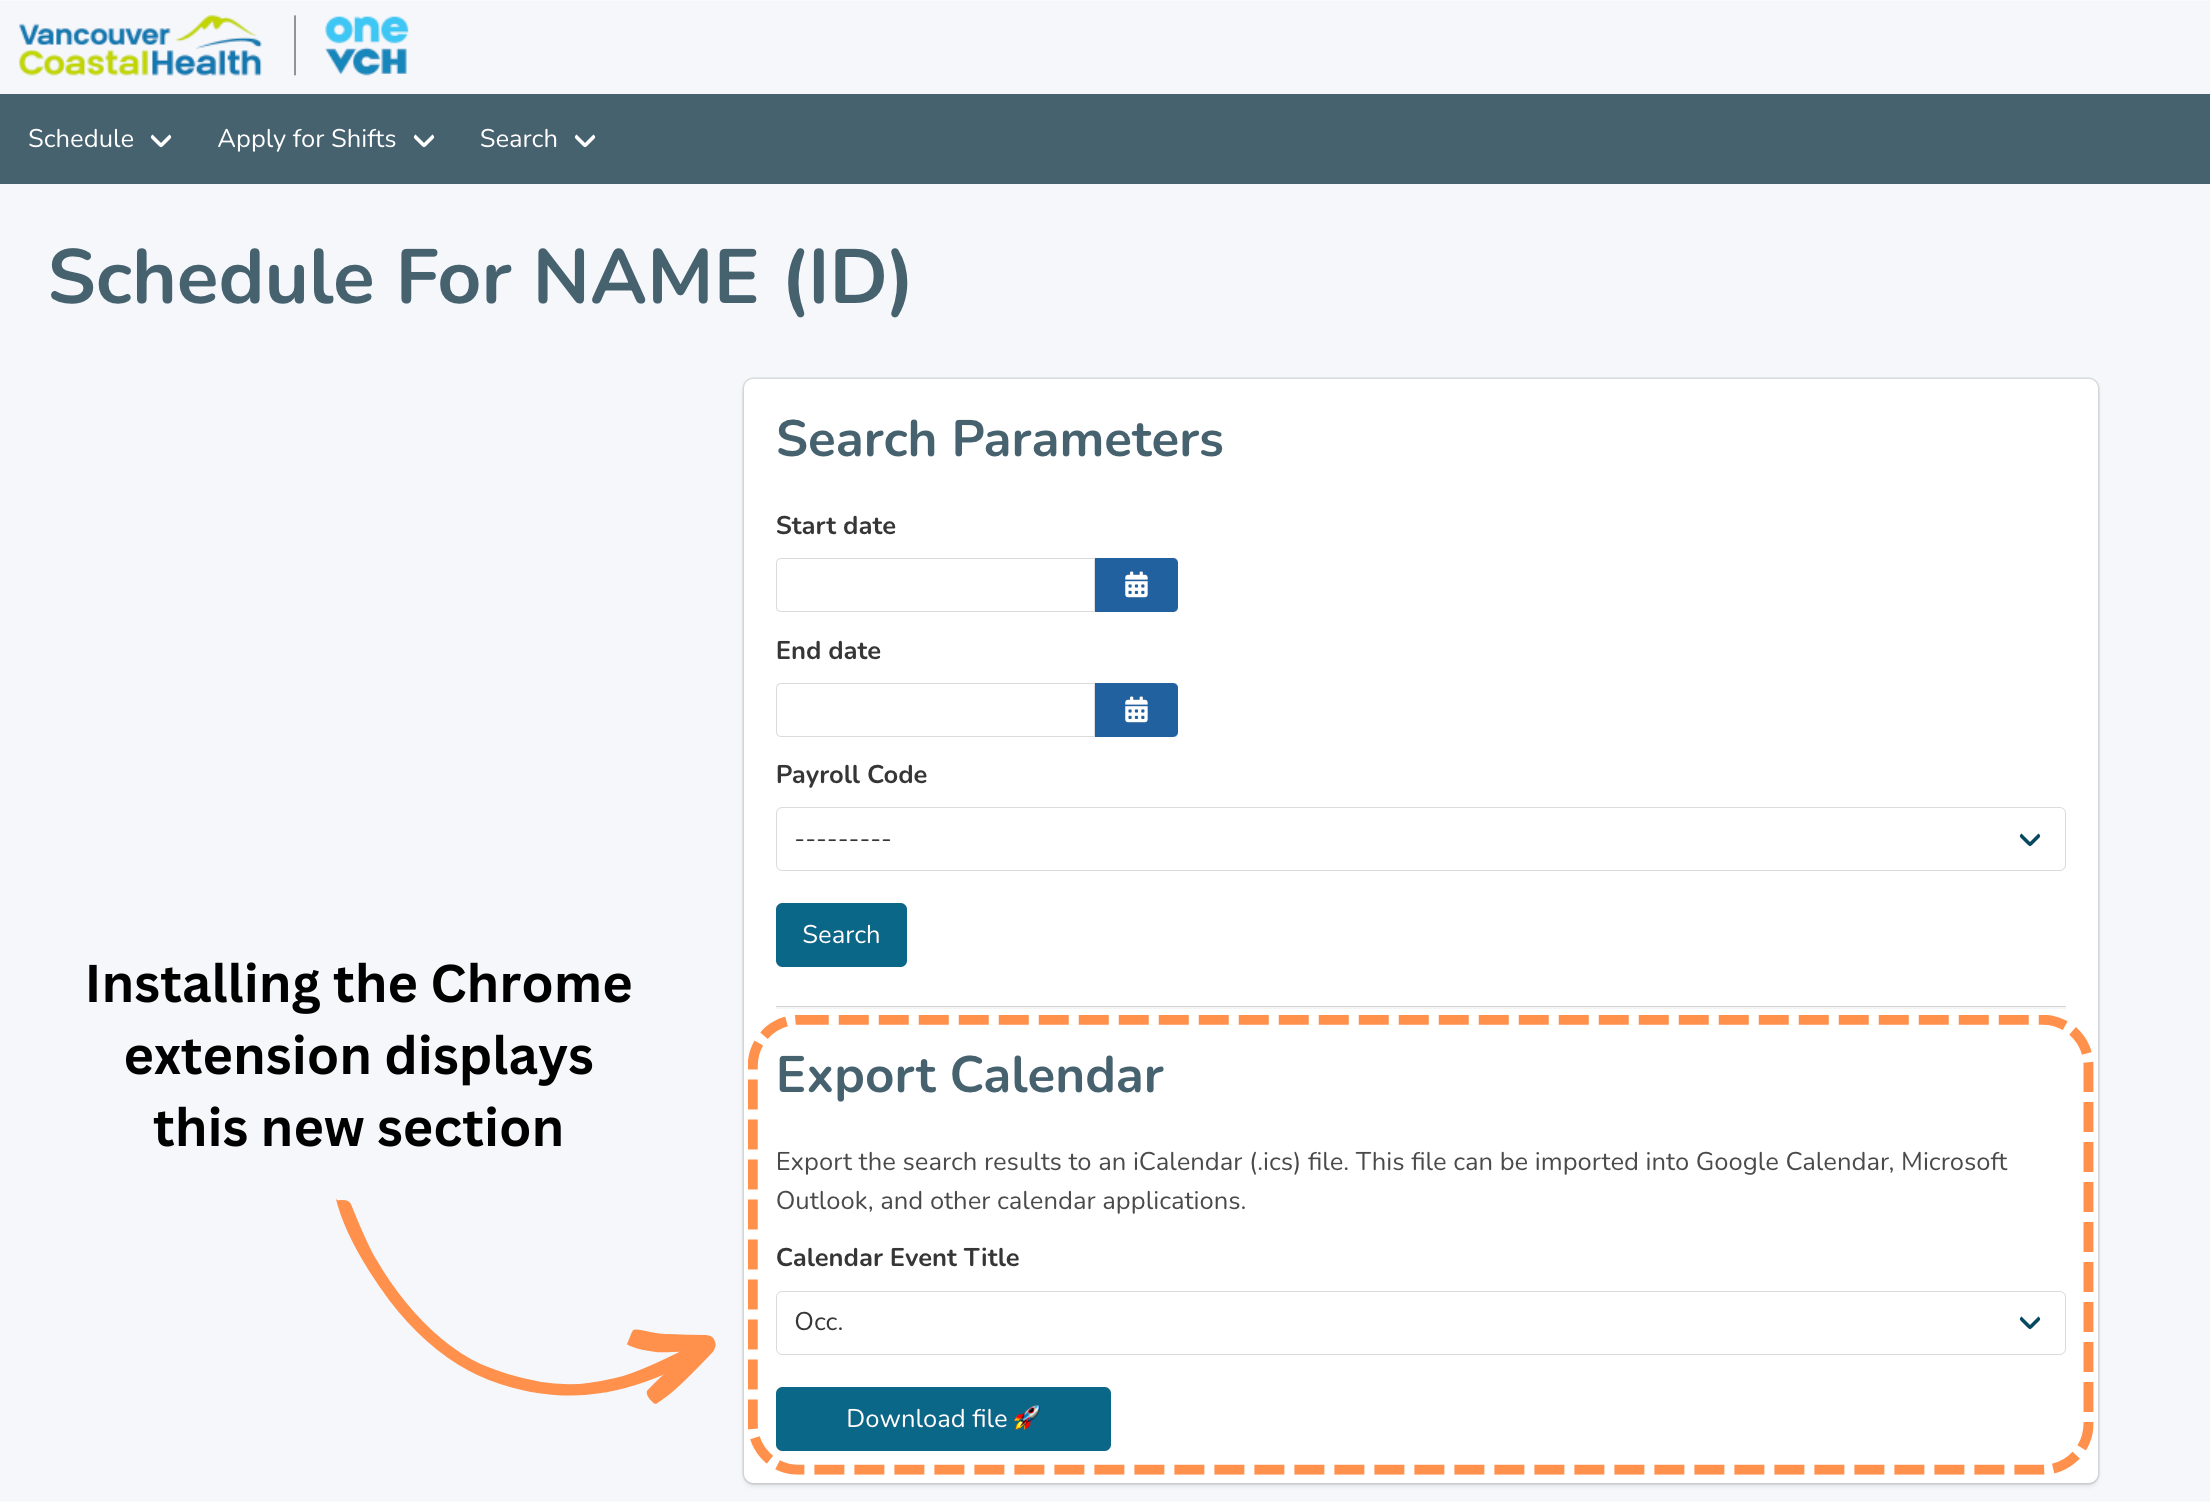 Vancouver
CoastalHealth
one
VCH
Schedule
Apply for Shifts
Search
Schedule For NAME (ID)
Search Parameters
Start date
End date
Payroll Code
---------
Search
Installing the Chrome
extension displays
this new section
Export Calendar
Export the search results to an iCalendar (.ics) file. This file can be imported into Google Calendar, Microsoft
Outlook, and other calendar applications.
Calendar Event Title
Occ.
Download file 🚀